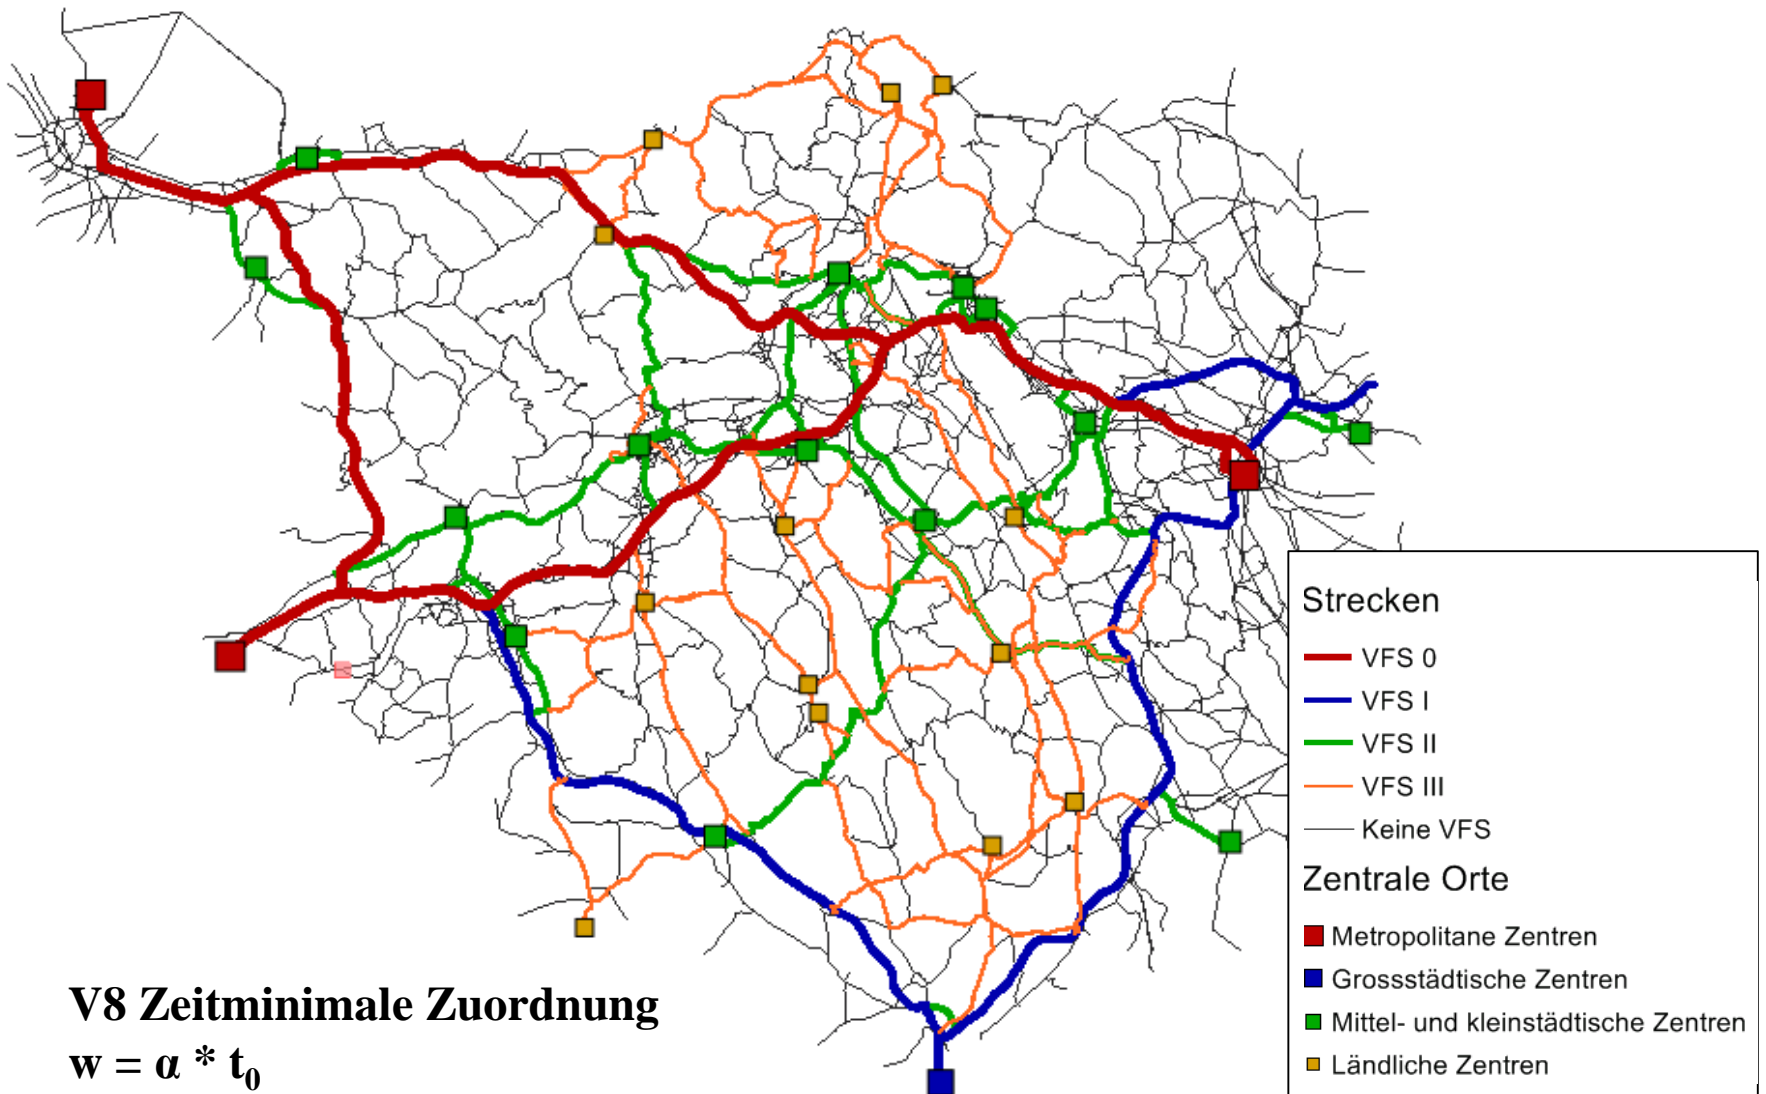 Strecken
VFS 0
VFS I
VFS II
VFS III
Keine VFS
Zentrale Orte
Metropolitane Zentren
Grossstädtische Zentren
Mittel- und kleinstädtische Zentren
Ländliche Zentren
V8 Zeitminimale Zuordnung
w = α * t₀